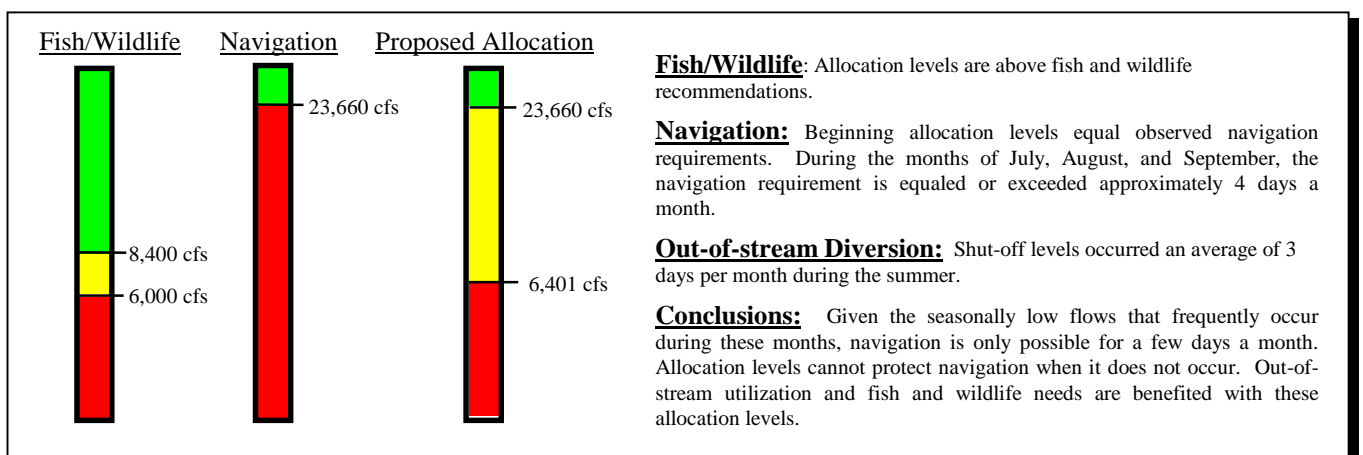 Fish/Wildlife
Navigation
Proposed Allocation
23,660 cfs
23,660 cfs
8,400 cfs
6,000 cfs
6,401 cfs
Fish/Wildlife: Allocation levels are above fish and wildlife
recommendations.
Navigation: Beginning allocation levels equal observed navigation
requirements. During the months of July, August, and September, the
navigation requirement is equaled or exceeded approximately 4 days a
month.
Out-of-stream Diversion: Shut-off levels occurred an average of 3
days per month during the summer.
Conclusions: Given the seasonally low flows that frequently occur
during these months, navigation is only possible for a few days a month.
Allocation levels cannot protect navigation when it does not occur. Out-of-
stream utilization and fish and wildlife needs are benefited with these
allocation levels.